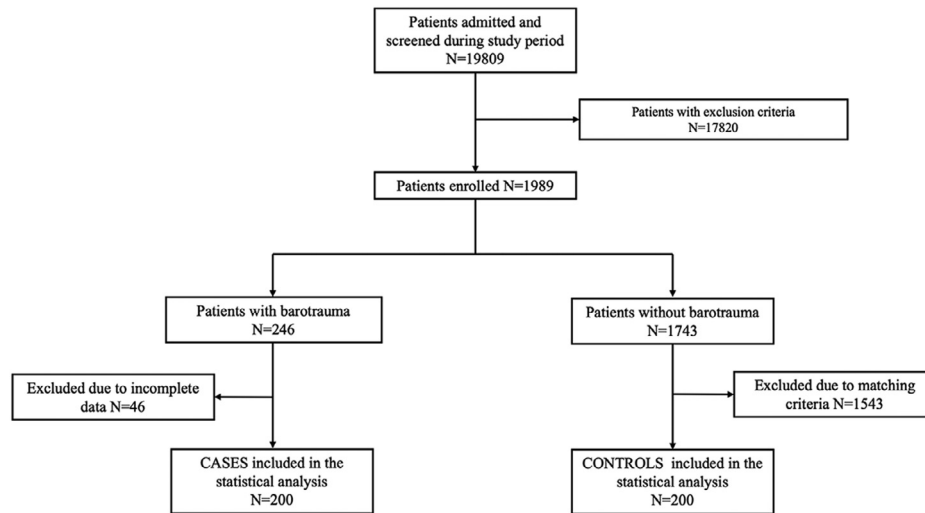 Patients admitted and
screened during study period
N=19809
Patients with exclusion criteria
N=17820
Patients enrolled N=1989
Patients with barotrauma
N=246
Patients without barotrauma
N=1743
Excluded due to incomplete
data N=46
Excluded due to matching
criteria N=1543
CASES included in the
statistical analysis
N=200
CONTROLS included in the
statistical analysis
N=200